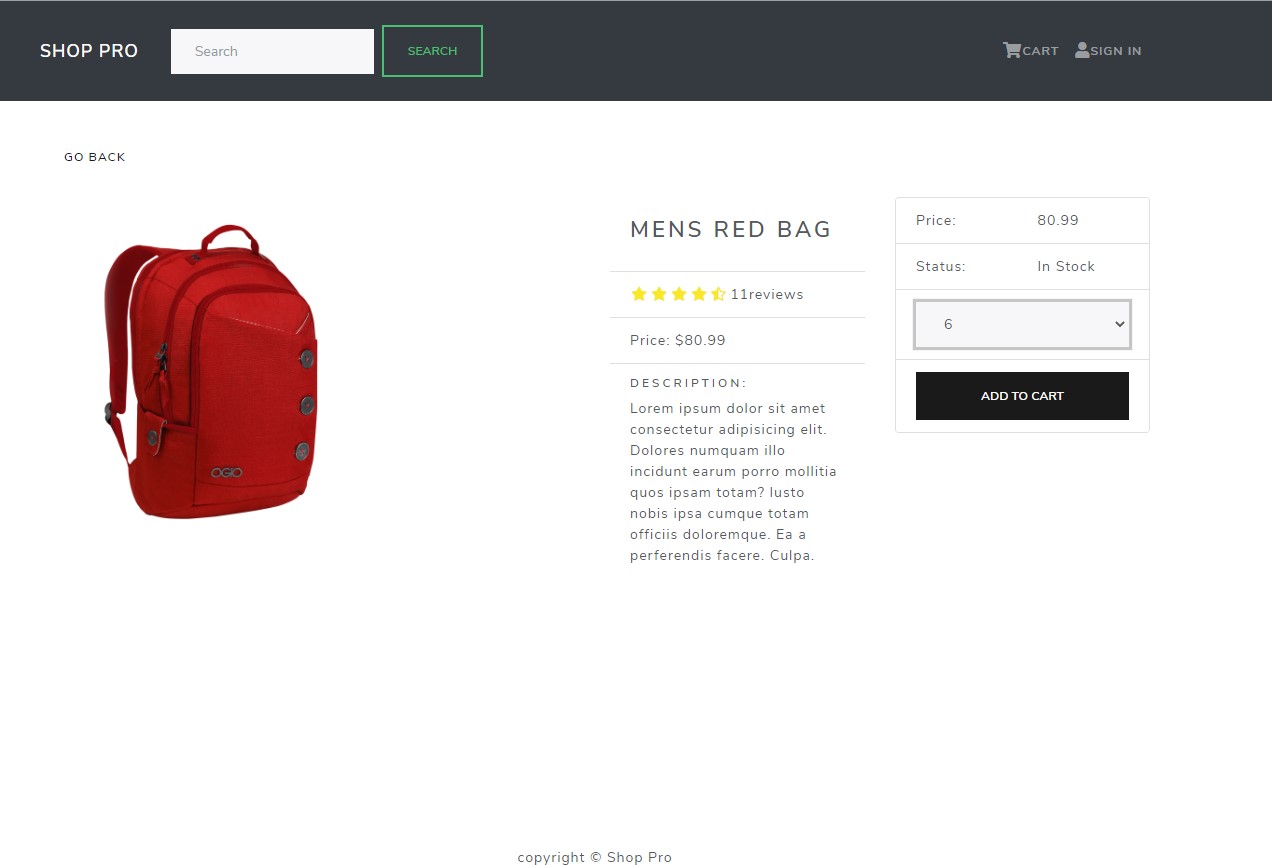 SHOP PRO
Search
SEARCH
CART
SIGN IN
GO BACK
OGIO
MENS RED BAG
11reviews
Price: $80.99
DESCRIPTION:
Lorem ipsum dolor sit amet
consectetur adipisicing elit.
Dolores numquam illo
incidunt earum porro mollitia
quos ipsam totam? Iusto
nobis ipsa cumque totam
officiis doloremque. Ea a
perferendis facere. Culpa.
Price: 80.99
Status: In Stock
6
ADD TO CART
copyright © Shop Pro